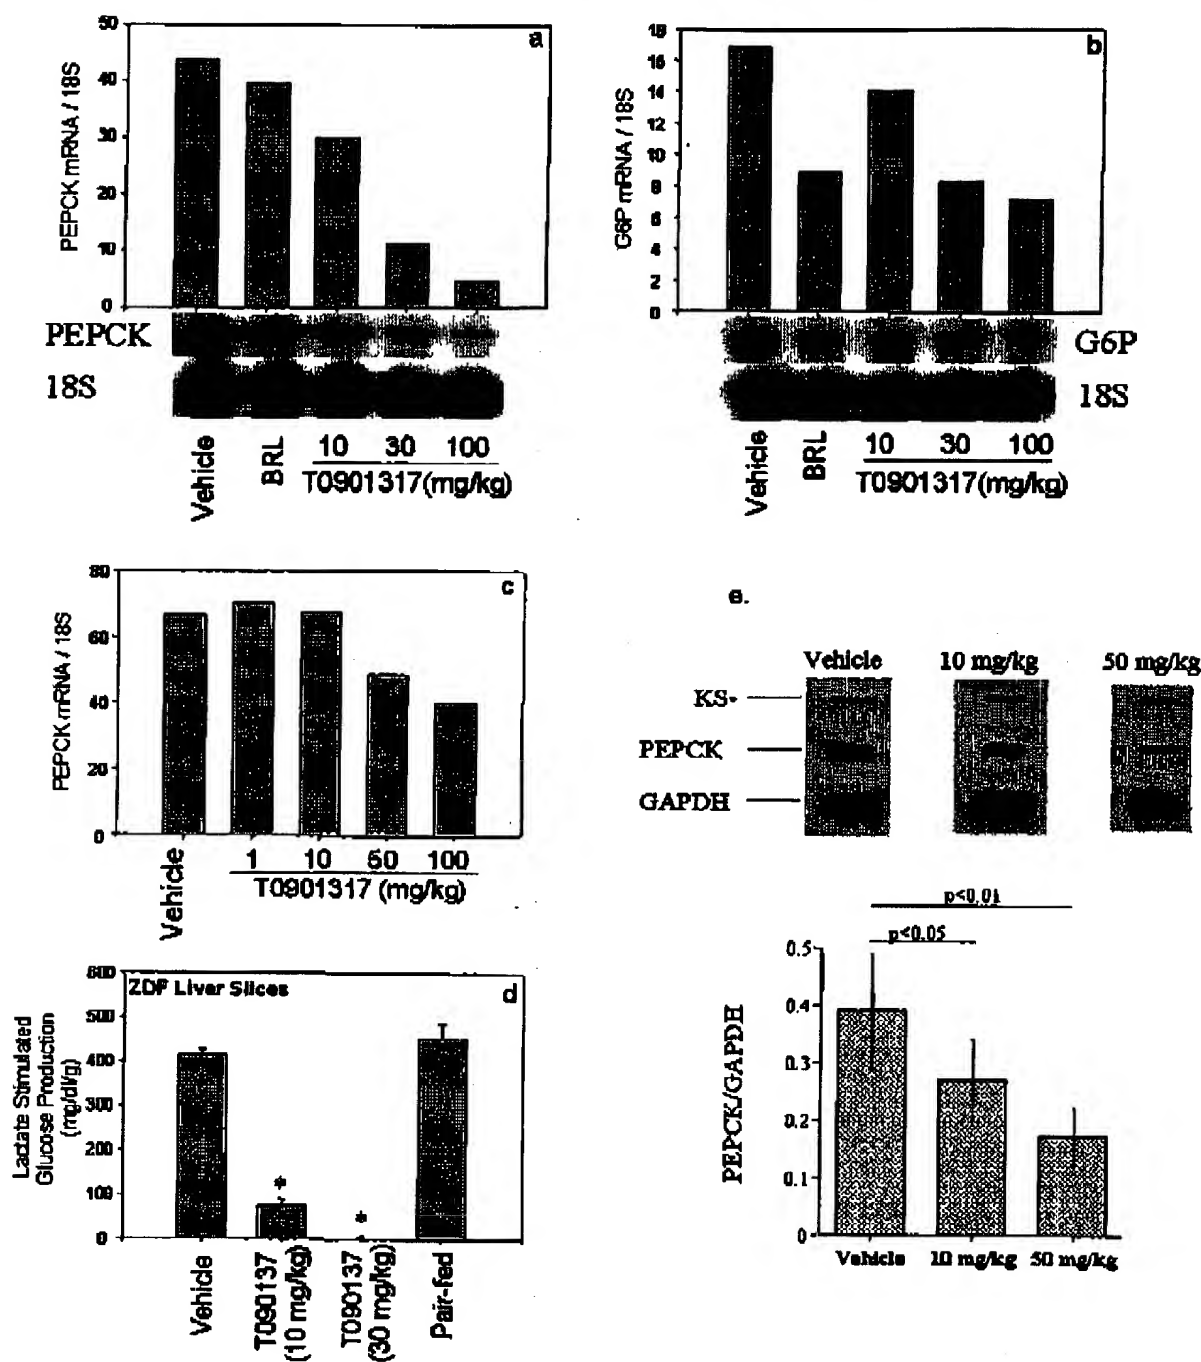 a
PEPCK mRNA / 18S
50
40
30
20
10
0
PEPCK
18S
Vehicle
BRL
10
30
100
T0901317(mg/kg)
b
G6P mRNA / 18S
18
16
14
12
10
8
6
4
2
0
G6P
18S
Vehicle
BRL
10
30
100
T0901317(mg/kg)
c
PEPCK mRNA / 18S
80
60
40
20
0
Vehicle
1
10
50
100
T0901317 (mg/kg)
ZDF Liver Slices
d
Lactate Stimulated
Glucose Production
(mg/dl/g)
600
500
400
300
200
100
0
*
*
Vehicle
T090137
(10 mg/kg)
T090137
(30 mg/kg)
Pair-fed
e.
Vehicle
10 mg/kg
50 mg/kg
KS-
PEPCK
GAPDH
p<0.01
p<0.05
PEPCK/GAPDH
0.5
0.4
0.3
0.2
0.1
0
Vehicle
10 mg/kg
50 mg/kg